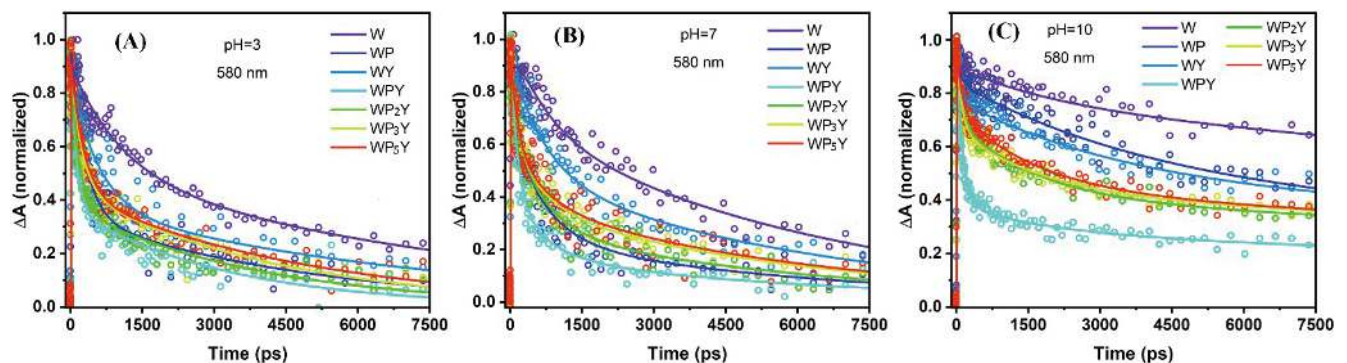 (A)
pH=3
580 nm
W
WP
WY
WPY
WP₂Y
WP₃Y
WP₅Y
ΔA (normalized)
1.0
0.8
0.6
0.4
0.2
0.0
0 1500 3000 4500 6000 7500
Time (ps)
(B)
pH=7
580 nm
W
WP
WY
WPY
WP₂Y
WP₃Y
WP₅Y
ΔA (normalized)
1.0
0.8
0.6
0.4
0.2
0.0
0 1500 3000 4500 6000 7500
Time (ps)
(C)
pH=10
580 nm
W
WP
WY
WPY
WP₂Y
WP₃Y
WP₅Y
ΔA (normalized)
1.0
0.8
0.6
0.4
0.2
0.0
0 1500 3000 4500 6000 7500
Time (ps)